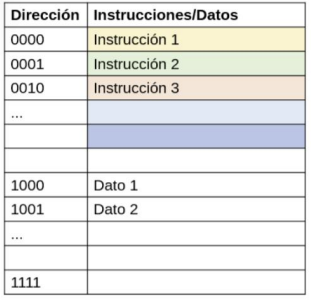 Dirección Instrucciones/Datos
0000 Instrucción 1
0001 Instrucción 2
0010 Instrucción 3
...
1000 Dato 1
1001 Dato 2
...
1111